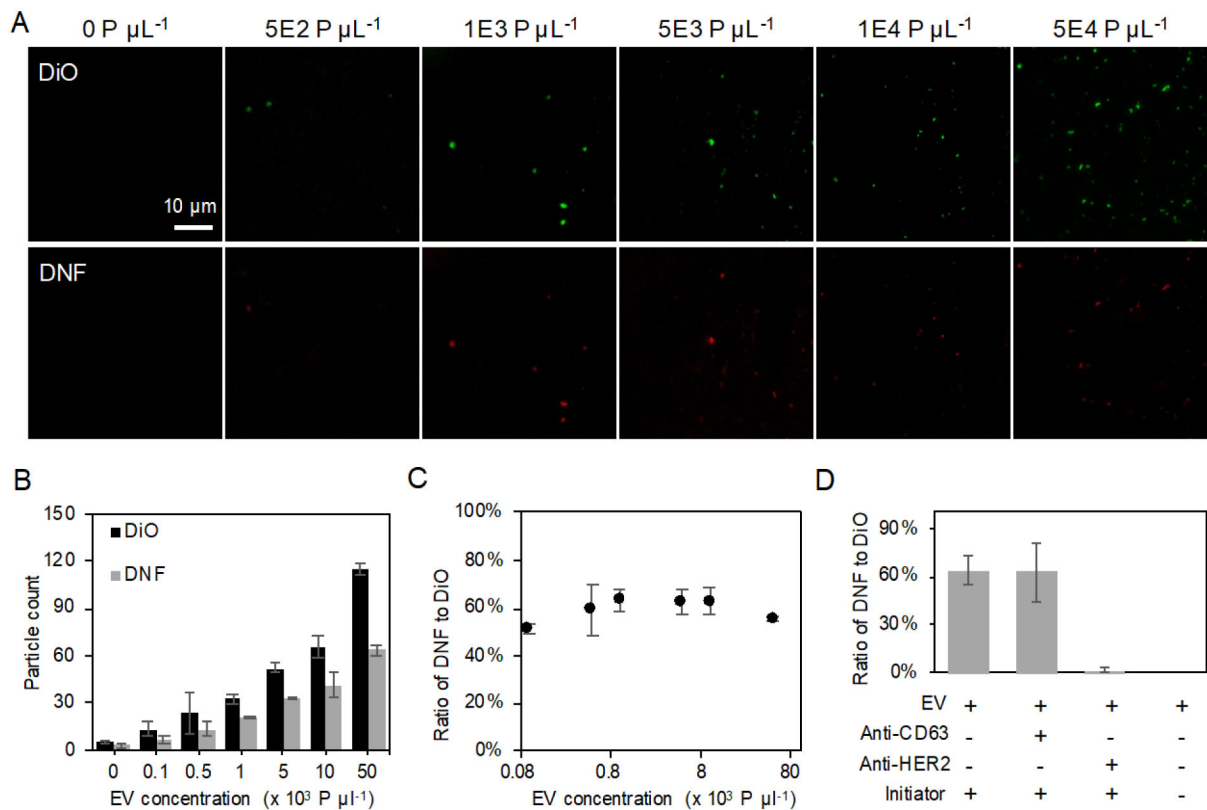 A
0 P µL-1 5E2 P µL-1 1E3 P µL-1 5E3 P µL-1 1E4 P µL-1 5E4 P µL-1
DiO
10 µm
DNF
B
150
120
90
60
30
0
Particle count
DiO
DNF
0 0.1 0.5 1 5 10 50
EV concentration (x 10³ P µl-1)
C
100%
80%
60%
40%
20%
0%
Ratio of DNF to DiO
0.08 0.8 8 80
EV concentration (x 10³ P µl-1)
D
90%
60%
30%
0%
Ratio of DNF to DiO
EV + + + +
Anti-CD63 - + - -
Anti-HER2 - - + -
Initiator + + + -